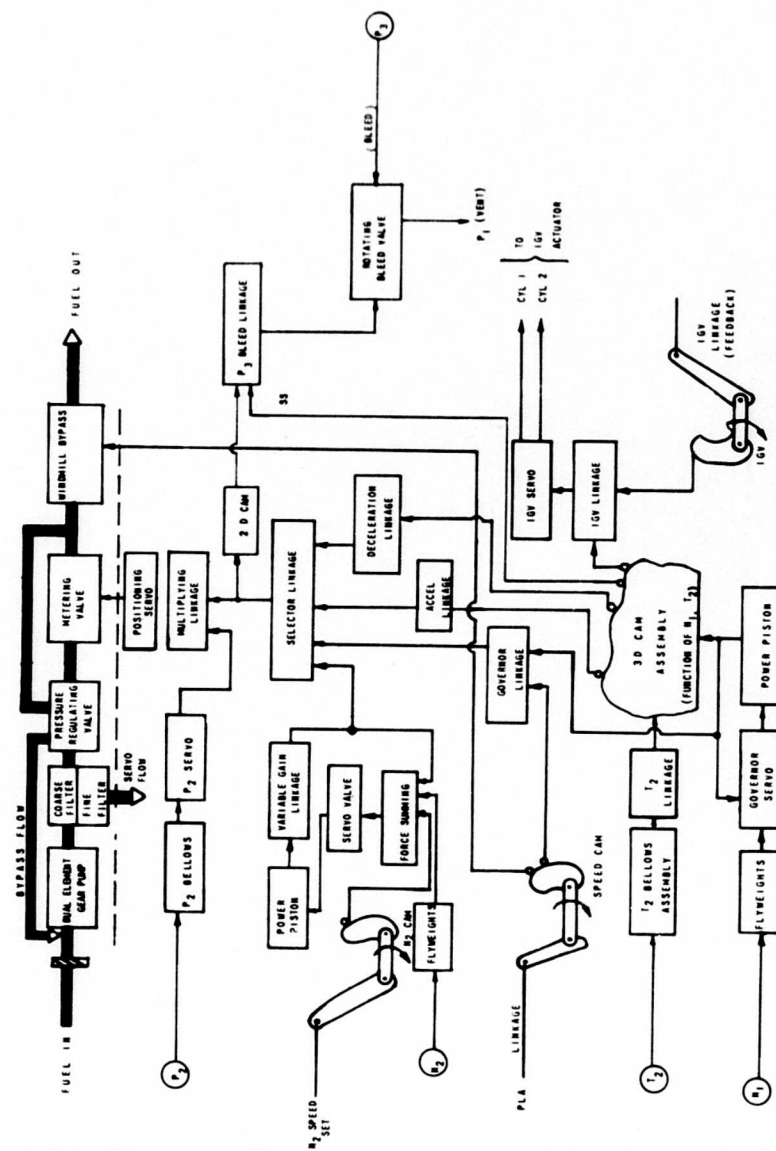 FUEL IN
BYPASS FLOW
DUAL ELEMENT
GEAR PUMP
COARSE
FILTER
FINE
FILTER
SERVO
FLOW
PRESSURE
REGULATING
VALVE
METERING
VALVE
WINDMILL BYPASS
FUEL OUT
POSITIONING
SERVO
P2
P2 BELLOWS
P2 SERVO
MULTIPLYING
LINKAGE
2 D CAM
P3 BLEED LINKAGE
ROTATING
BLEED VALVE
(BLEED)
P3
P1 (VENT)
SS
N2 SPEED
SET
POWER
PISTON
VARIABLE GAIN
LINKAGE
SERVO VALVE
FORCE SUMMING
N2 CAM
FLYWEIGHTS
N2
SELECTOR LINKAGE
DECELERATION
LINKAGE
ACCEL
LINKAGE
GOVERNOR
LINKAGE
PLA
LINKAGE
SPEED CAM
CYL 1
CYL 2
TO
IGV
ACTUATOR
IGV SERVO
IGV LINKAGE
IGV
LINKAGE
(FEEDBACK)
IGV
T2
T2 BELLOWS
ASSEMBLY
T2
LINKAGE
3D CAM
ASSEMBLY
(FUNCTION OF N1, T2)
N1
FLYWEIGHTS
GOVERNOR
SERVO
POWER PISTON